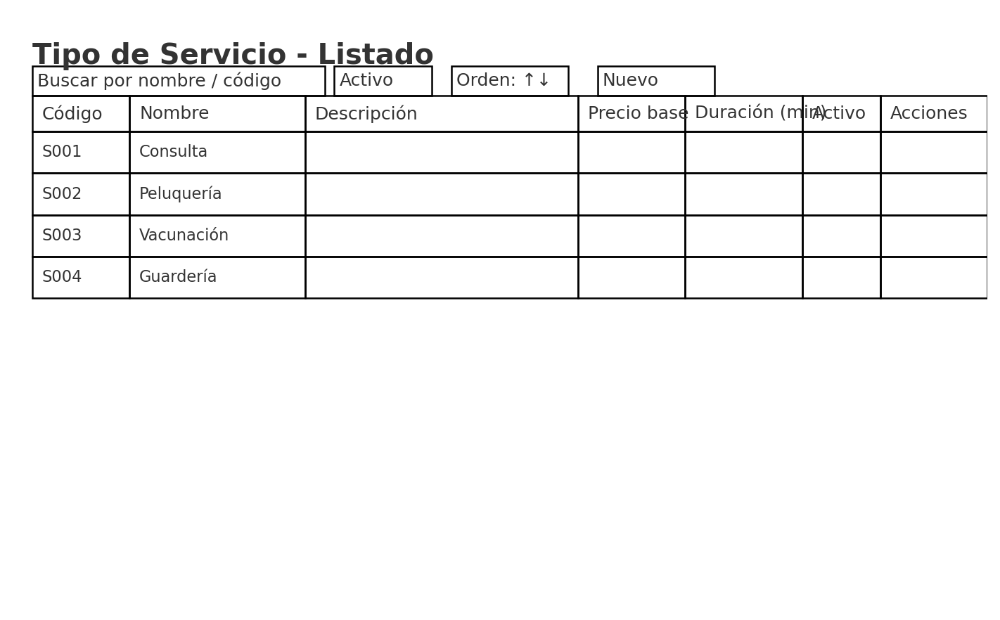 Tipo de Servicio - Listado
Buscar por nombre / código Activo Orden: ↑↓ Nuevo
Código Nombre Descripción Precio base Duración (min) Activo Acciones
S001 Consulta
S002 Peluquería
S003 Vacunación
S004 Guardería